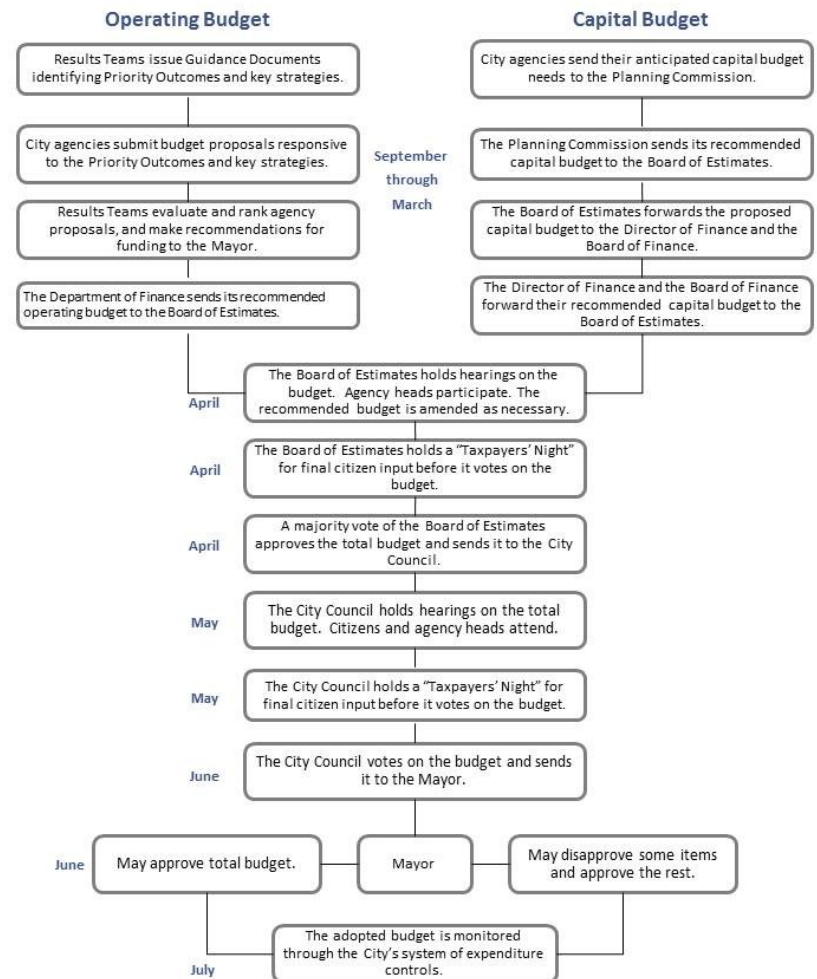 Operating Budget
Results Teams issue Guidance Documents
identifying Priority Outcomes and key strategies.
City agencies submit budget proposals responsive
to the Priority Outcomes and key strategies.
Results Teams evaluate and rank agency
proposals, and make recommendations for
funding to the Mayor.
The Department of Finance sends its recommended
operating budget to the Board of Estimates.
September
through
March
Capital Budget
City agencies send their anticipated capital budget
needs to the Planning Commission.
The Planning Commission sends its recommended
capital budget to the Board of Estimates.
The Board of Estimates forwards the proposed
capital budget to the Director of Finance and the
Board of Finance.
The Director of Finance and the Board of Finance
forward their recommended capital budget to the
Board of Estimates.
April
The Board of Estimates holds hearings on the
budget. Agency heads participate. The
recommended budget is amended as necessary.
April
The Board of Estimates holds a “Taxpayers’ Night”
for final citizen input before it votes on the
budget.
April
A majority vote of the Board of Estimates
approves the total budget and sends it to the City
Council.
May
The City Council holds hearings on the total
budget. Citizens and agency heads attend.
May
The City Council holds a “Taxpayers’ Night” for
final citizen input before it votes on the budget.
June
The City Council votes on the budget and sends
it to the Mayor.
June
May approve total budget.
Mayor
May disapprove some items
and approve the rest.
July
The adopted budget is monitored
through the City’s system of expenditure
controls.